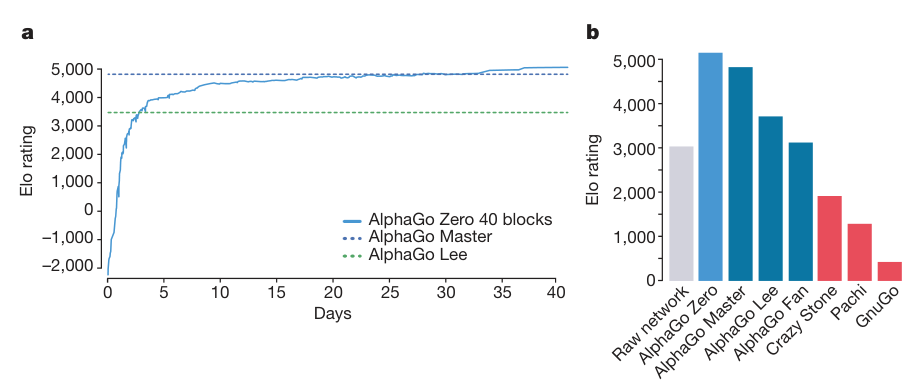 a
Elo rating
5,000
4,000
3,000
2,000
1,000
0
–1,000
–2,000
AlphaGo Zero 40 blocks
AlphaGo Master
AlphaGo Lee
0 5 10 15 20 25 30 35 40
Days
b
Elo rating
5,000
4,000
3,000
2,000
1,000
0
Raw network
AlphaGo Zero
AlphaGo Master
AlphaGo Lee
AlphaGo Fan
Crazy Stone
Pachi
GnuGo